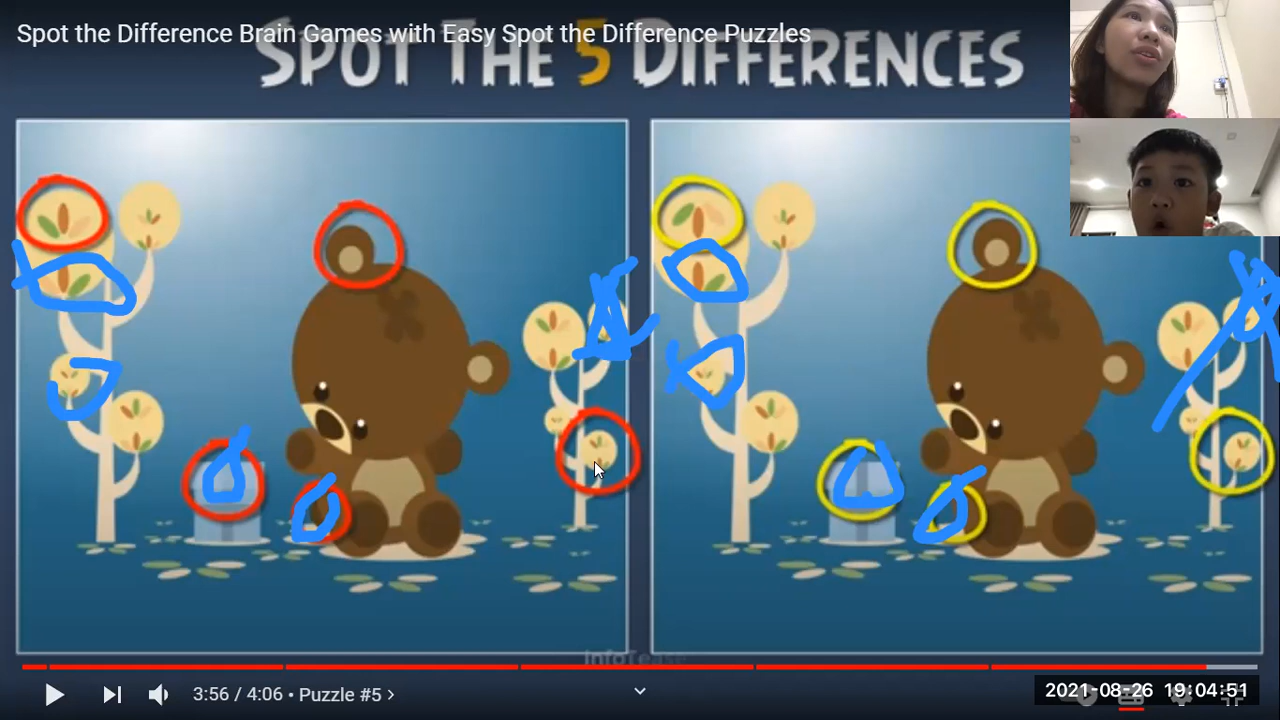 Spot the Difference Brain Games with Easy Spot the Difference Puzzles
SPOT THE 5 DIFFERENCES
InfoTease
3:56 / 4:06 • Puzzle #5 ›
2021-08-26 19:04:51